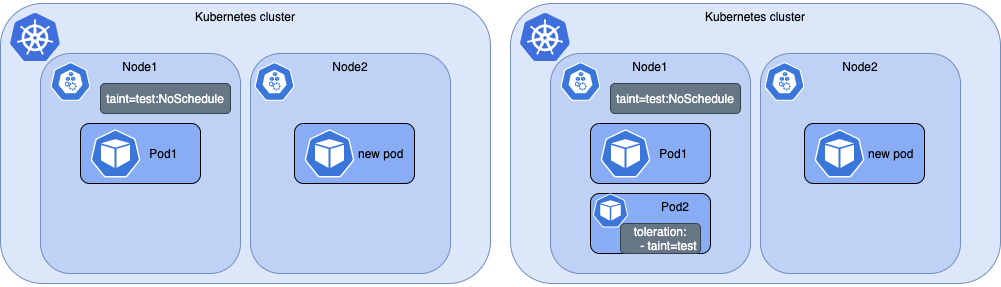 Kubernetes cluster
Node1
taint=test:NoSchedule
Pod1
Node2
new pod
Kubernetes cluster
Node1
taint=test:NoSchedule
Pod1
Pod2
toleration:
- taint=test
Node2
new pod